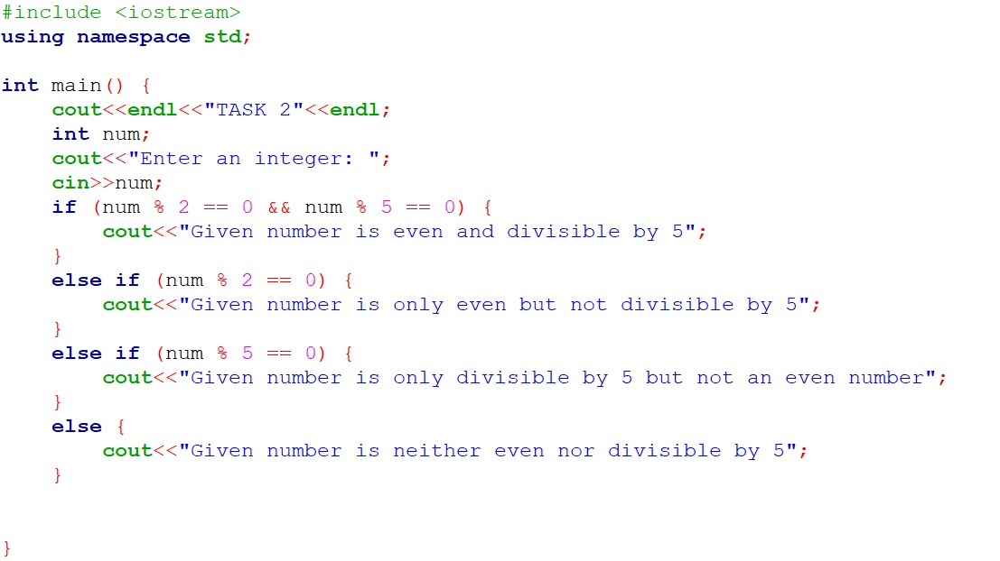 #include <iostream>
using namespace std;
int main() {
cout<<endl<<"TASK 2"<<endl;
int num;
cout<<"Enter an integer: ";
cin>>num;
if (num % 2 == 0 && num % 5 == 0) {
cout<<"Given number is even and divisible by 5";
}
else if (num % 2 == 0) {
cout<<"Given number is only even but not divisible by 5";
}
else if (num % 5 == 0) {
cout<<"Given number is only divisible by 5 but not an even number";
}
else {
cout<<"Given number is neither even nor divisible by 5";
}
}